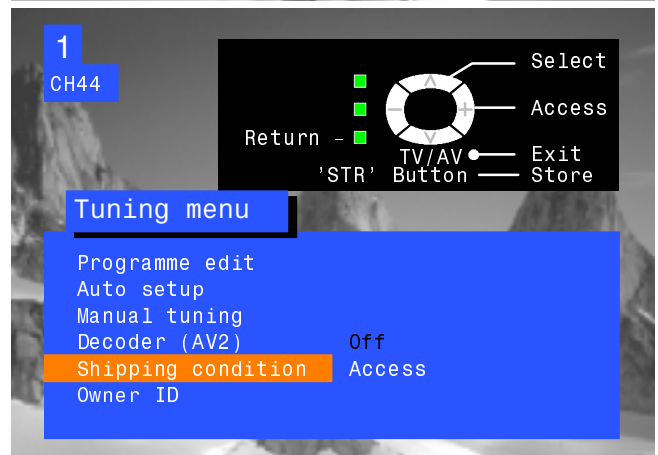 1
CH44
Select
Access
Return –
TV/AV Exit
'STR' Button Store
Tuning menu
Programme edit
Auto setup
Manual tuning
Decoder (AV2) Off
Shipping condition Access
Owner ID